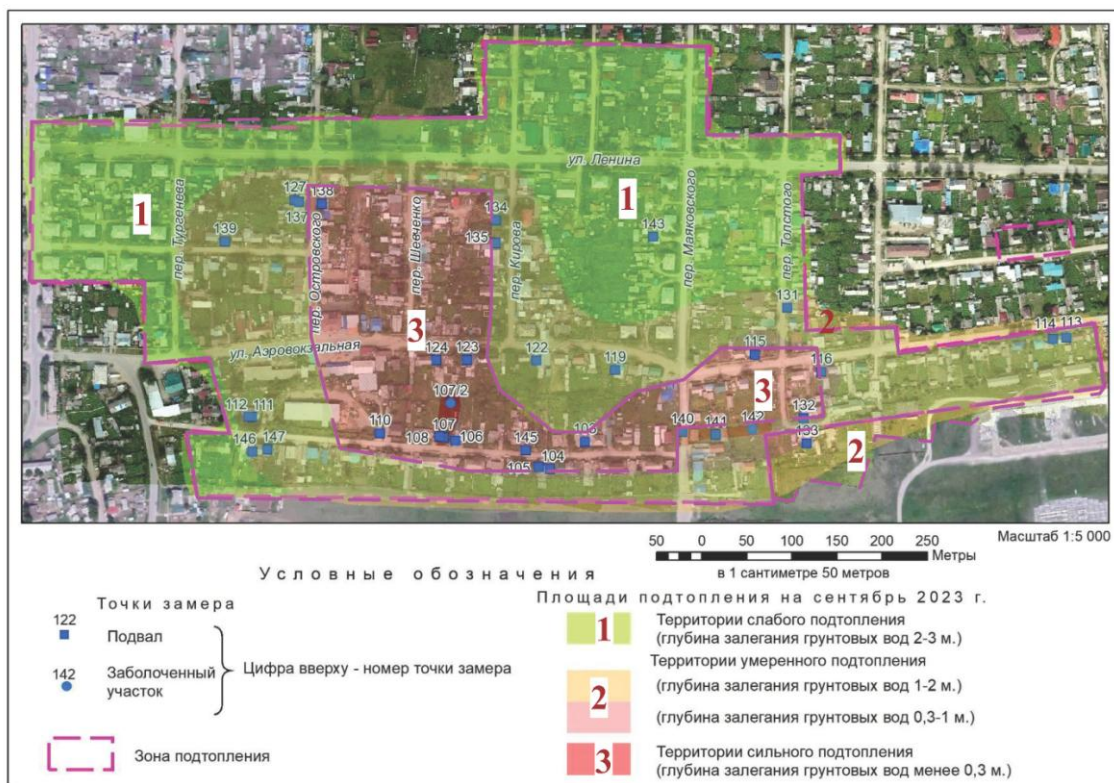 ул. Ленина
1
1
127
138
137
134
135
139
143
пер. Тургенева
пер. Островского
пер. Шевченко
пер. Кирова
пер. Маяковского
пер. Толстого
131
2
114 113
3
ул. Аэровокзальная
124
123
122
119
115
116
3
107/2
112 111
110
108
107
106
145
103
140
141
142
132
133
2
146 147
105
104
Масштаб 1:5 000
50 0 50 100 150 200 250
Метры
в 1 сантиметре 50 метров
Условные обозначения
Точки замера
122
Подвал
142
Заболоченный
участок
Цифра вверху - номер точки замера
Зона подтопления
Площади подтопления на сентябрь 2023 г.
1
Территории слабого подтопления
(глубина залегания грунтовых вод 2-3 м.)
Территории умеренного подтопления
2
(глубина залегания грунтовых вод 1-2 м.)
(глубина залегания грунтовых вод 0,3-1 м.)
3
Территории сильного подтопления
(глубина залегания грунтовых вод менее 0,3 м.)